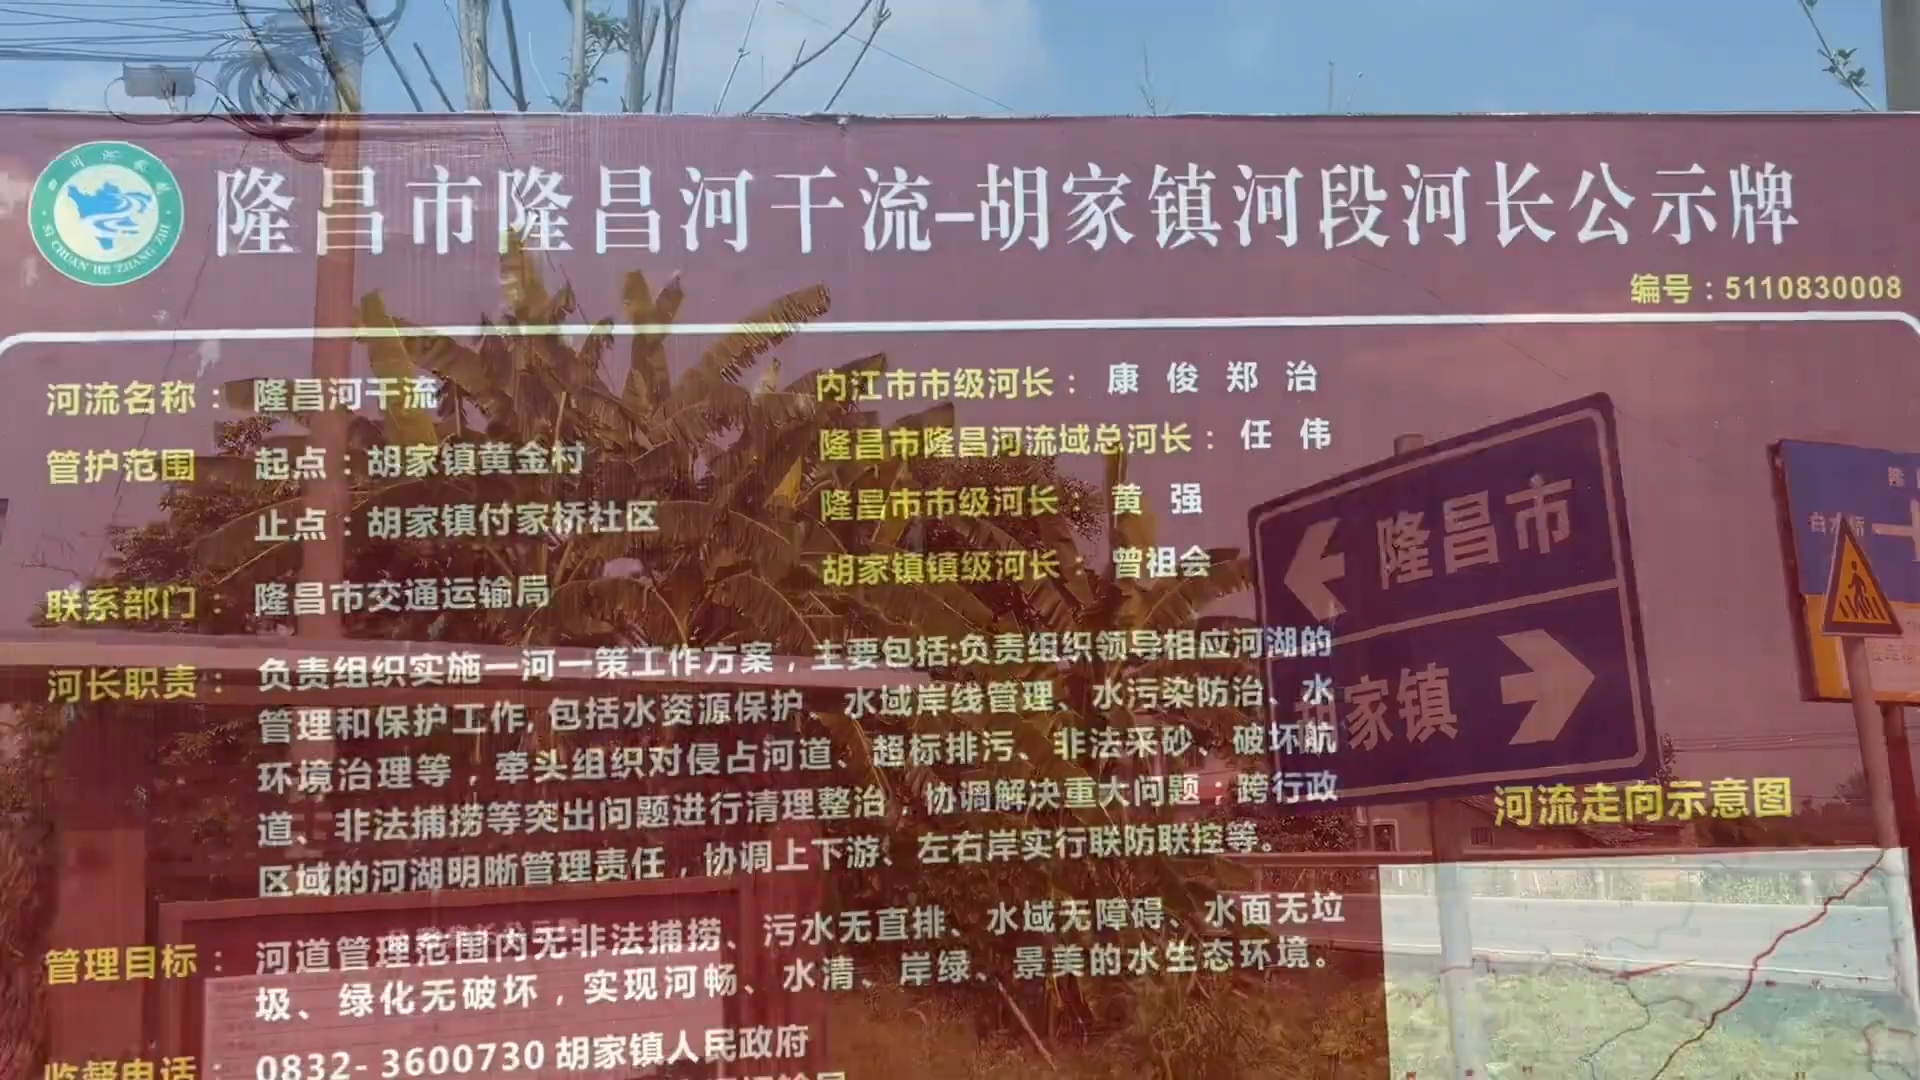 SI CHUAN HE ZHANG ZHI
隆昌市隆昌河干流-胡家镇河段河长公示牌
编号：5110830008
河流名称： 隆昌河干流
管护范围 起点：胡家镇黄金村
止点：胡家镇付家桥社区
联系部门： 隆昌市交通运输局
内江市市级河长： 康俊 郑治
隆昌市隆昌河流域总河长： 任伟
隆昌市市级河长： 黄强
胡家镇镇级河长： 曾祖会
河长职责： 负责组织实施一河一策工作方案，主要包括:负责组织领导相应河湖的
管理和保护工作,包括水资源保护、水域岸线管理、水污染防治、水
环境治理等，牵头组织对侵占河道、超标排污、非法采砂、破坏航
道、非法捕捞等突出问题进行清理整治，协调解决重大问题；跨行政
区域的河湖明晰管理责任，协调上下游、左右岸实行联防联控等。
管理目标： 河道管理范围内无非法捕捞、污水无直排、水域无障碍、水面无垃
圾、绿化无破坏，实现河畅、水清、岸绿、景美的水生态环境。
监督电话： 0832-3600730胡家镇人民政府
河流走向示意图
隆昌市
胡家镇